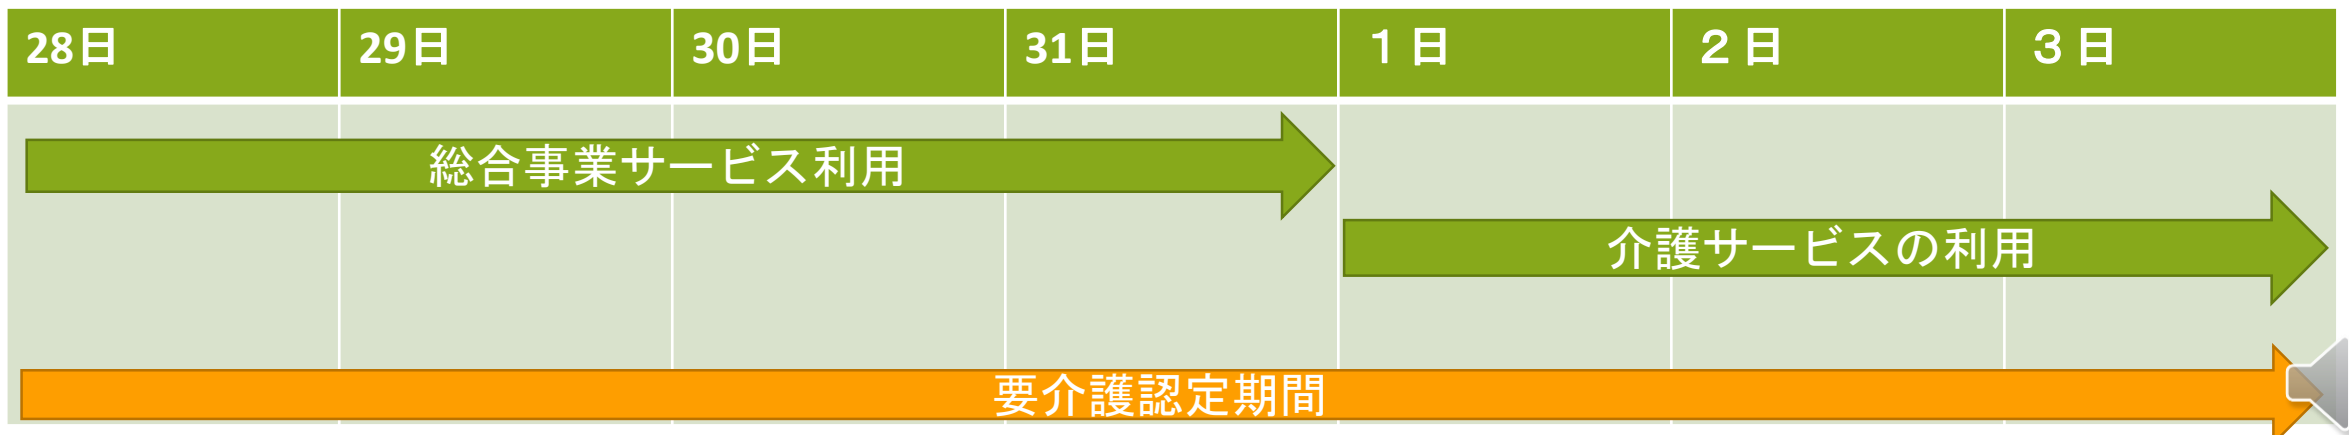 28日 29日 30日 31日 １日 ２日 ３日
総合事業サービス利用
介護サービスの利用
要介護認定期間